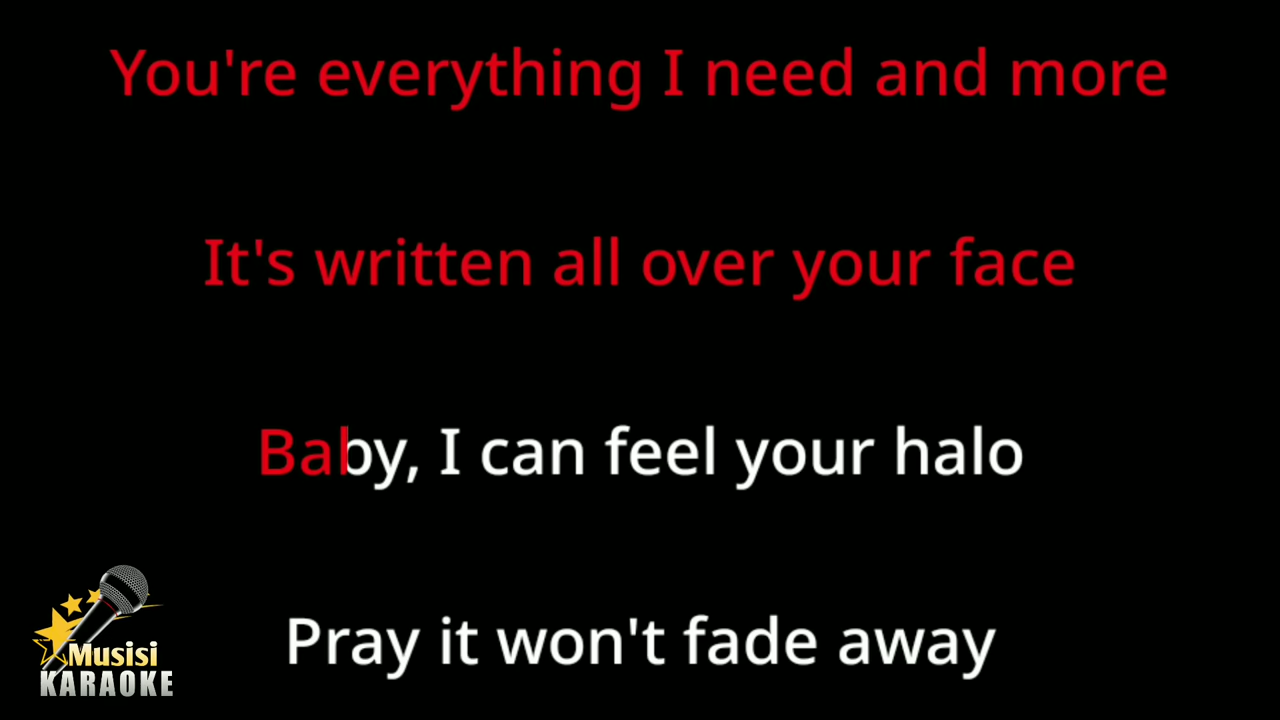 You're everything I need and more
It's written all over your face
Baby, I can feel your halo
Pray it won't fade away
Musisi
KARAOKE